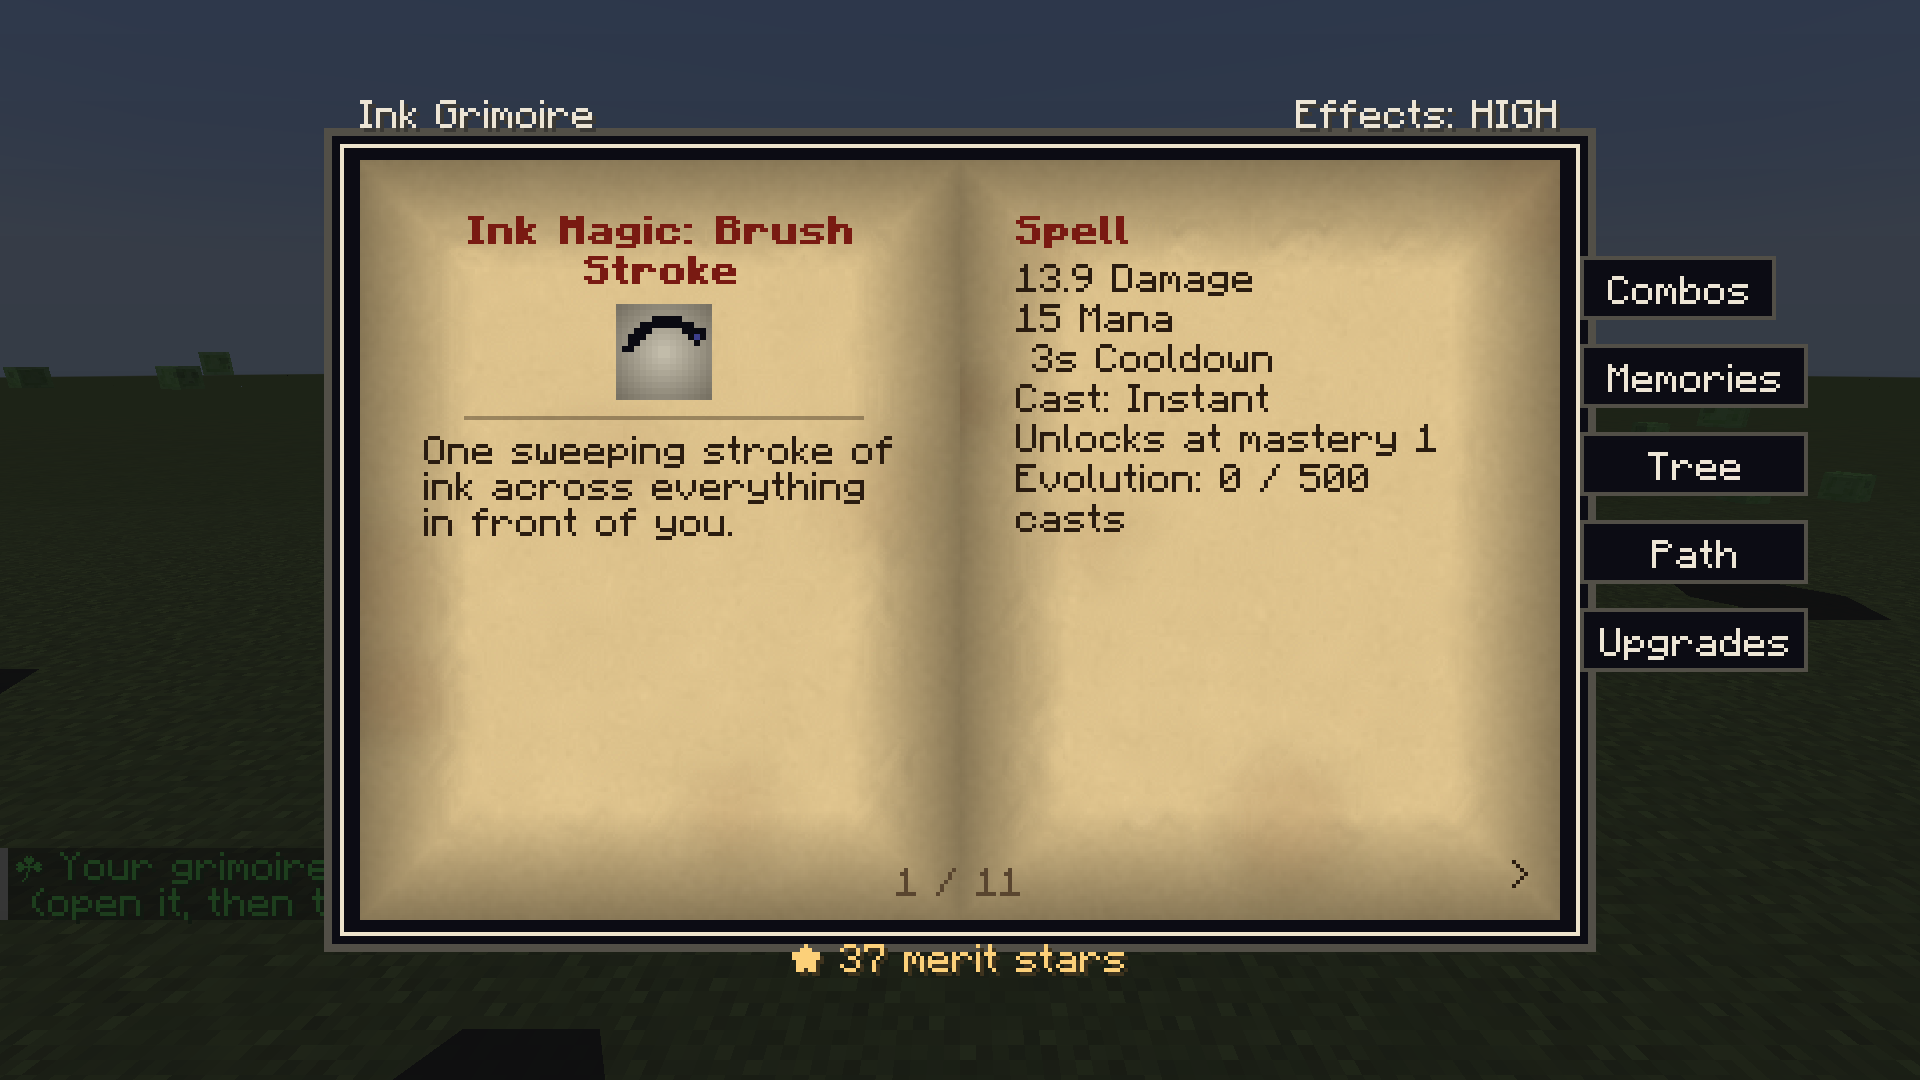 Ink Grimoire
Effects: HIGH
Ink Magic: Brush
Stroke
One sweeping stroke of
ink across everything
in front of you.
Spell
13.9 Damage
15 Mana
3s Cooldown
Cast: Instant
Unlocks at mastery 1
Evolution: 0 / 500
casts
Combos
Memories
Tree
Path
Upgrades
☘ Your grimoire
(open it, then t
1 / 11
>
★ 37 merit stars